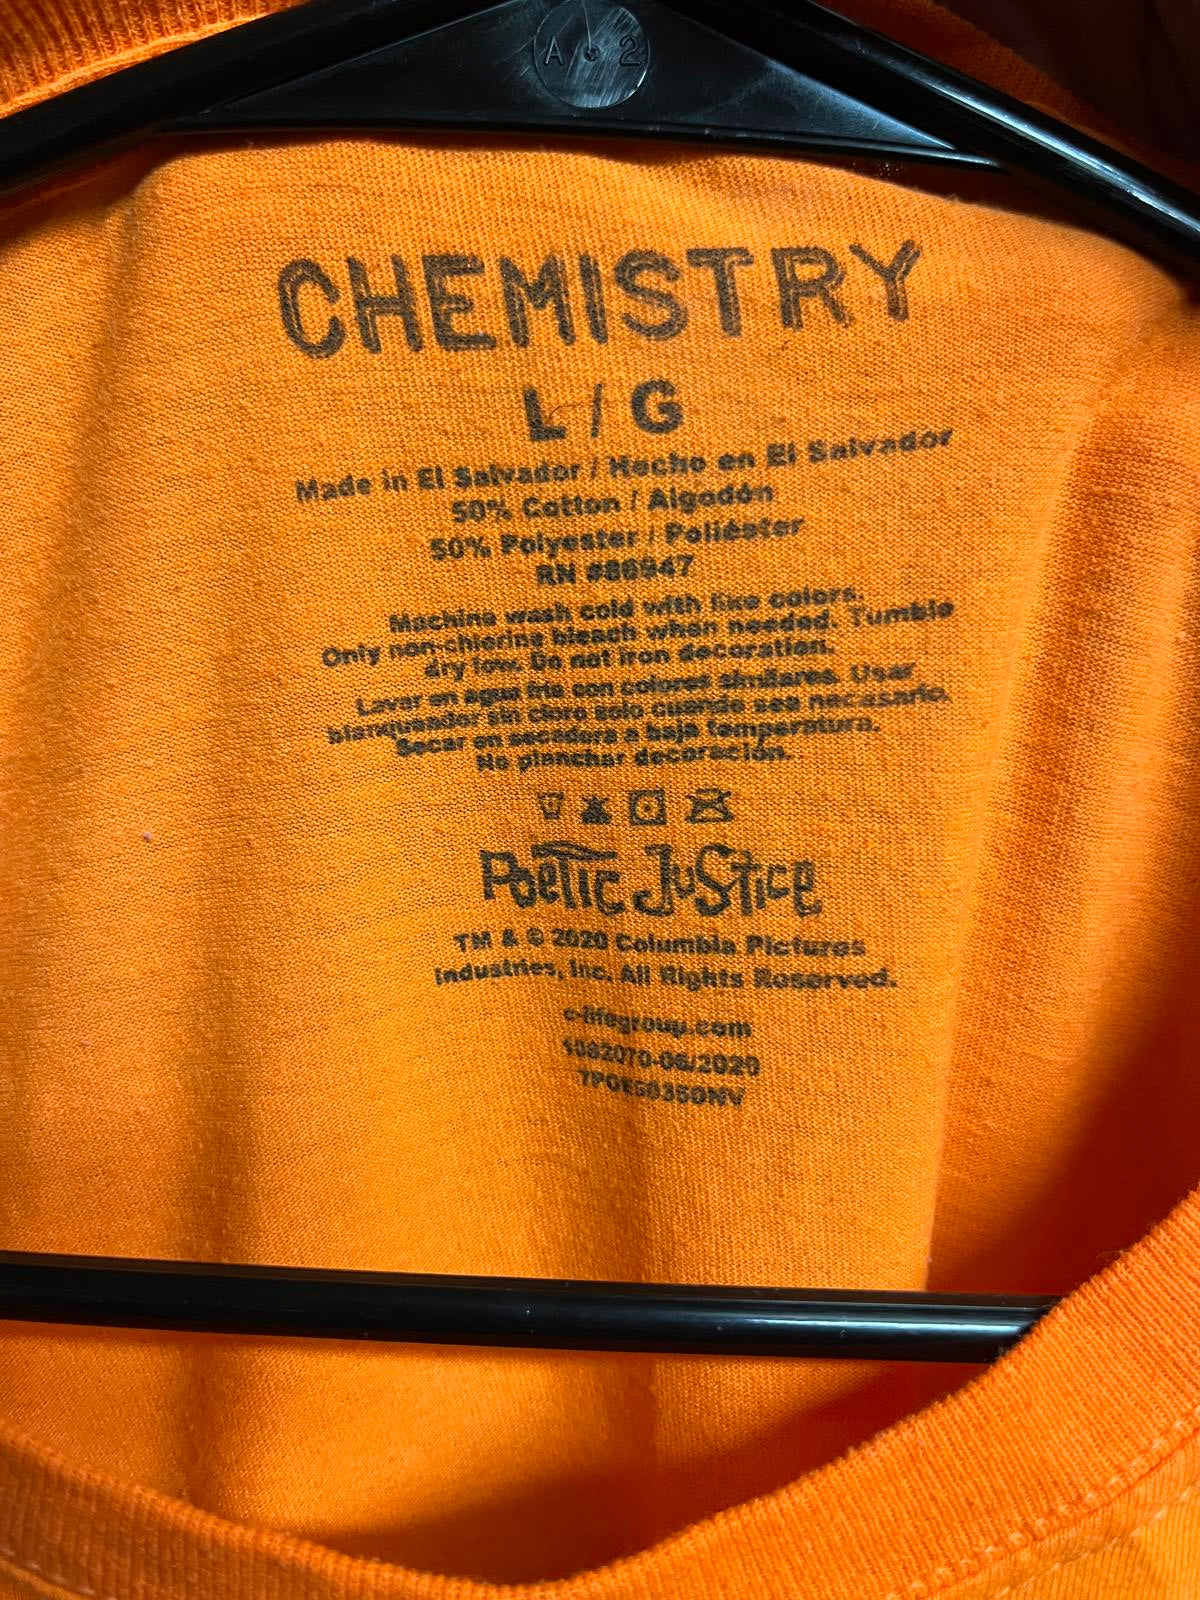 A 2
CHEMISTRY
L / G
Made in El Salvador / Hecho en El Salvador
50% Cotton / Algodón
50% Polyester / Poliéster
RN #86947
Machine wash cold with like colors.
Only non-chlorine bleach when needed. Tumble
dry low. Do not iron decoration.
Lavar en agua fria con colores similares. Usar
blanqueador sin cloro solo cuando sea necesario.
Secar en secadora a baja temperatura.
No planchar decoración.
Poetic Justice
TM & © 2020 Columbia Pictures
Industries, Inc. All Rights Reserved.
c-lifegroup.com